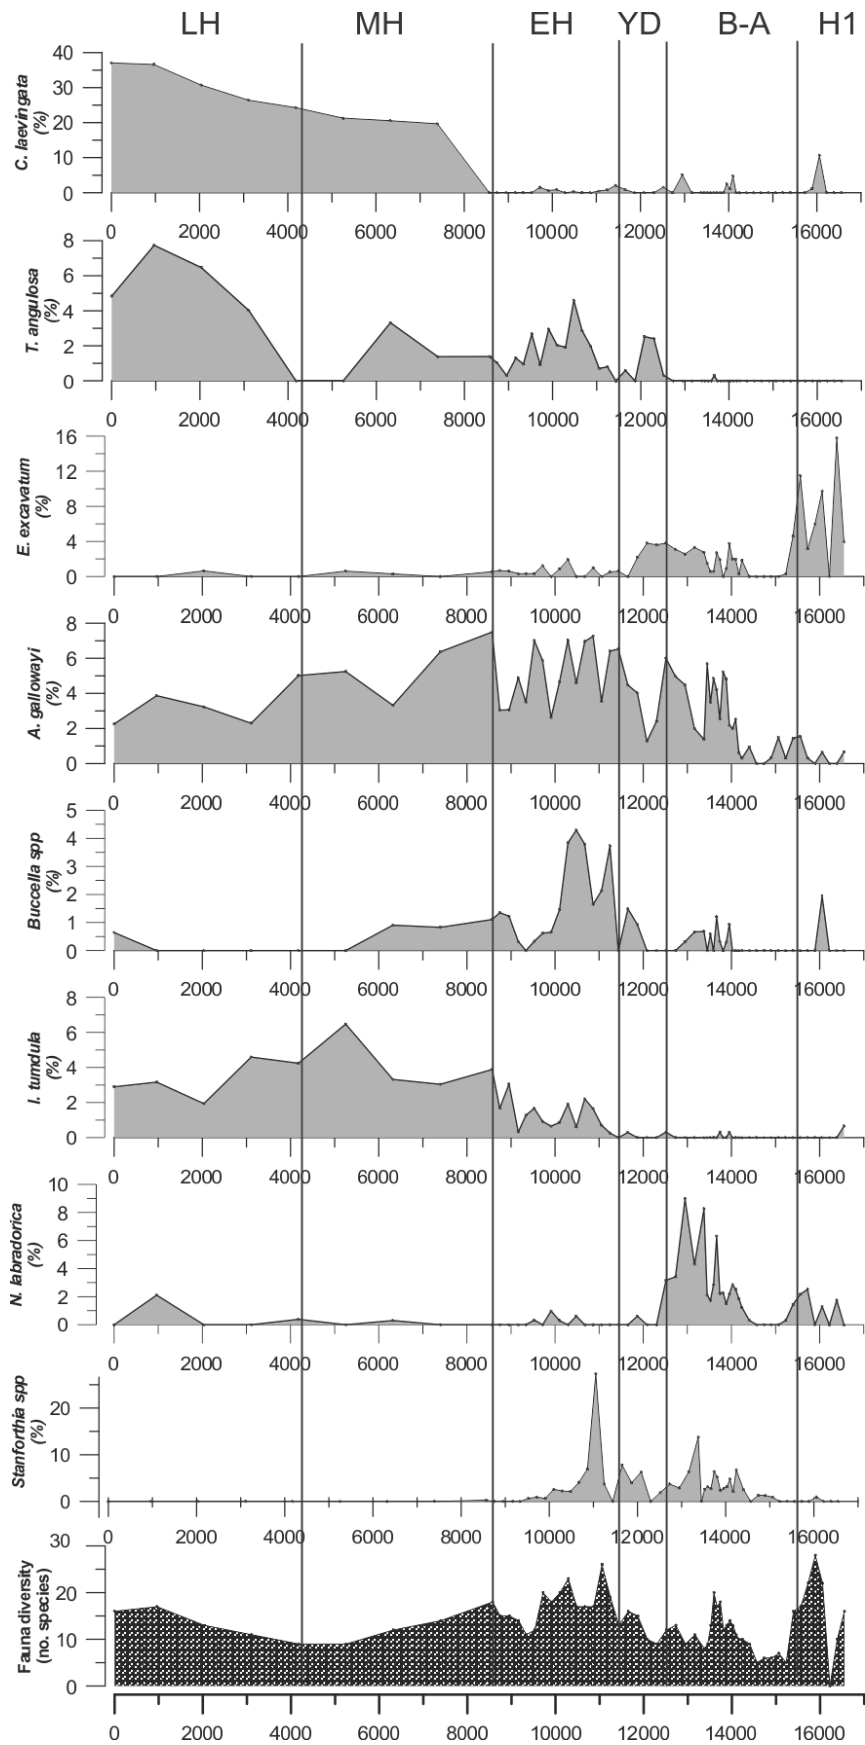 LH MH EH YD B-A H1
C. laevingata
(%)
40
30
20
10
0
0 2000 4000 6000 8000 10000 12000 14000 16000
T. angulosa
(%)
8
6
4
2
0
0 2000 4000 6000 8000 10000 12000 14000 16000
E. excavatum
(%)
16
12
8
4
0
0 2000 4000 6000 8000 10000 12000 14000 16000
A. gallowayi
(%)
8
6
4
2
0
0 2000 4000 6000 8000 10000 12000 14000 16000
Buccella spp
(%)
5
4
3
2
1
0
0 2000 4000 6000 8000 10000 12000 14000 16000
I. tumdula
(%)
8
6
4
2
0
0 2000 4000 6000 8000 10000 12000 14000 16000
N. labradorica
(%)
10
8
6
4
2
0
0 2000 4000 6000 8000 10000 12000 14000 16000
Stanforthia spp
(%)
20
10
0
0 2000 4000 6000 8000 10000 12000 14000 16000
Fauna diversity
(no. species)
30
20
10
0
0 2000 4000 6000 8000 10000 12000 14000 16000